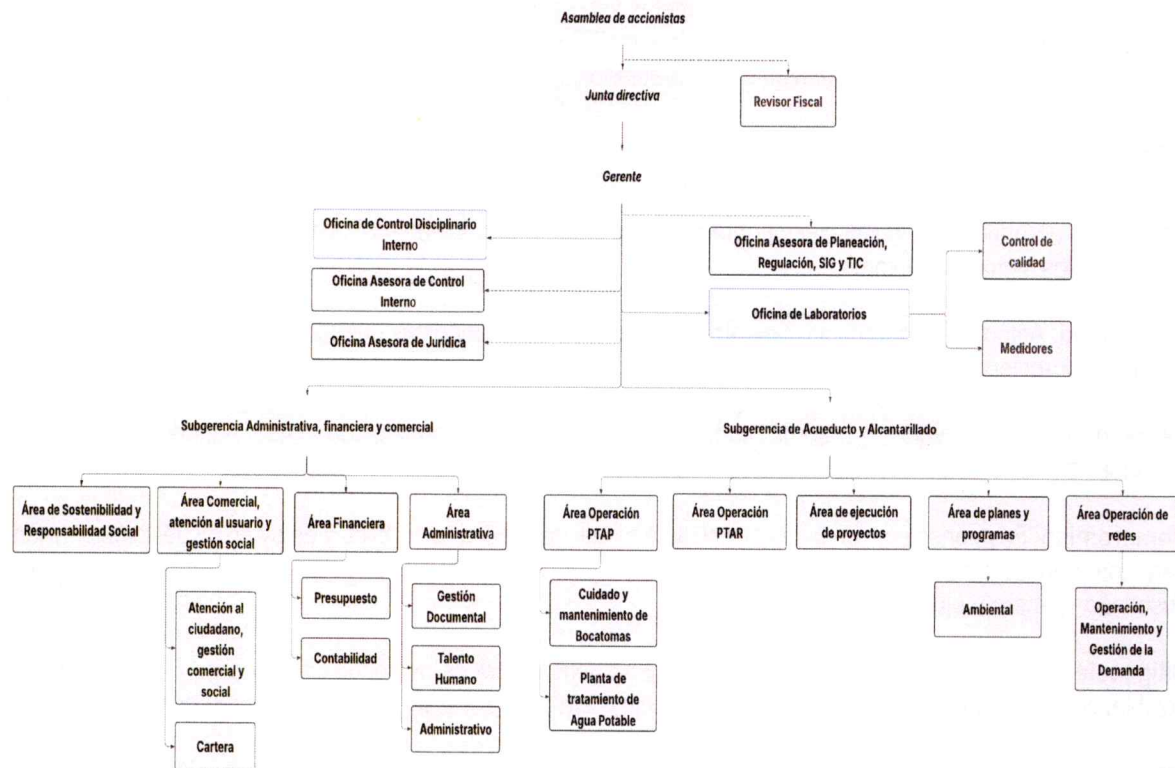 Asamblea de accionistas
Junta directiva
Revisor Fiscal
Gerente
Oficina de Control Disciplinario
Interno
Oficina Asesora de Planeación,
Regulación, SIG y TIC
Control de
calidad
Oficina Asesora de Control
Interno
Oficina de Laboratorios
Oficina Asesora de Juridica
Medidores
Subgerencia Administrativa, financiera y comercial
Subgerencia de Acueducto y Alcantarillado
Área de Sostenibilidad y
Responsabilidad Social
Área Comercial,
atención al usuario y
gestión social
Área Financiera
Área
Administrativa
Área Operación
PTAP
Área Operación
PTAR
Área de ejecución
de proyectos
Área de planes y
programas
Área Operación de
redes
Atención al
ciudadano,
gestión
comercial y
social
Cartera
Presupuesto
Contabilidad
Gestión
Documental
Talento
Humano
Administrativo
Cuidado y
mantenimiento de
Bocatomas
Planta de
tratamiento de
Agua Potable
Ambiental
Operación,
Mantenimiento y
Gestión de la
Demanda